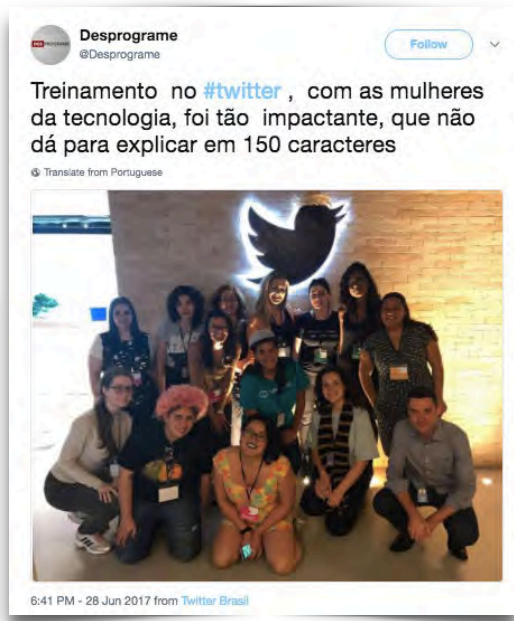 Desprograme
@Desprograme
Follow
Treinamento no #twitter , com as mulheres
da tecnologia, foi tão impactante, que não
dá para explicar em 150 caracteres
Translate from Portuguese
6:41 PM - 28 Jun 2017 from Twitter Brasil